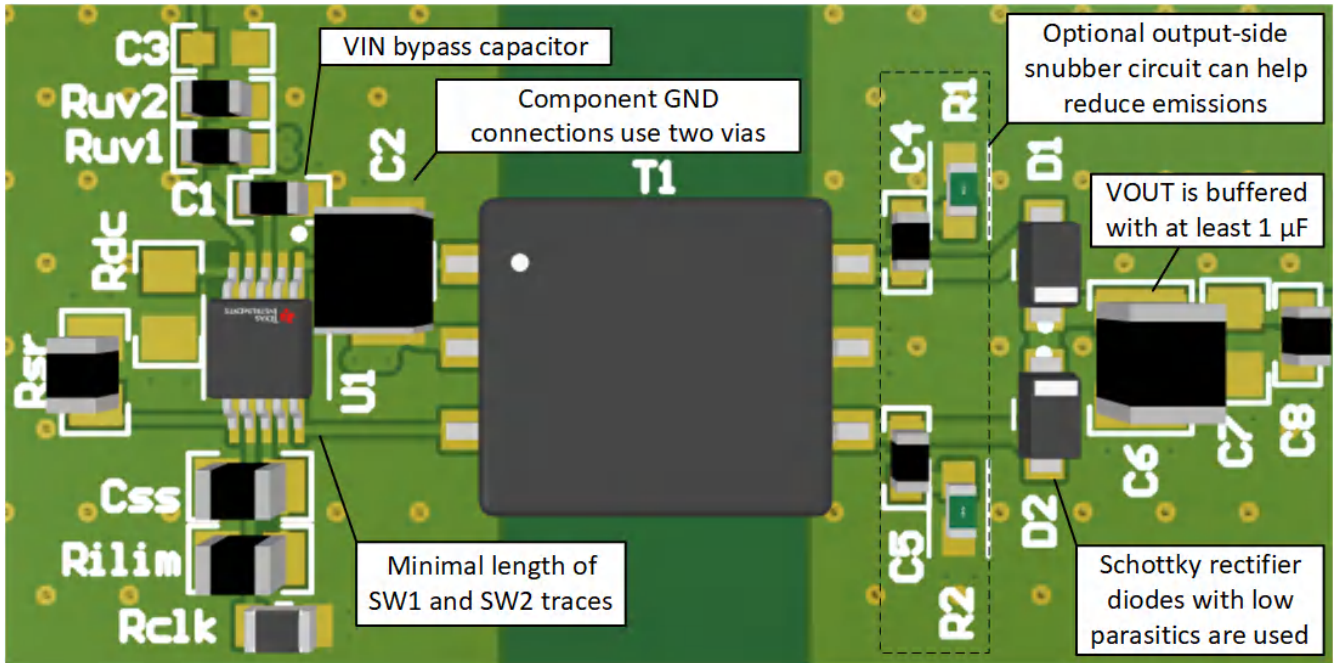 C3
VIN bypass capacitor
Optional output-side
snubber circuit can help
reduce emissions
Ruv2
Component GND
connections use two vias
R1
Ruv1
C2
C4
D1
T1
C1
VOUT is buffered
with at least 1 µF
Rdc
TEXAS
INSTRUMENTS
Rsr
U1
C6
C7
C8
Css
C5
D2
Minimal length of
SW1 and SW2 traces
Rilim
Schottky rectifier
diodes with low
parasitics are used
R2
Rclk